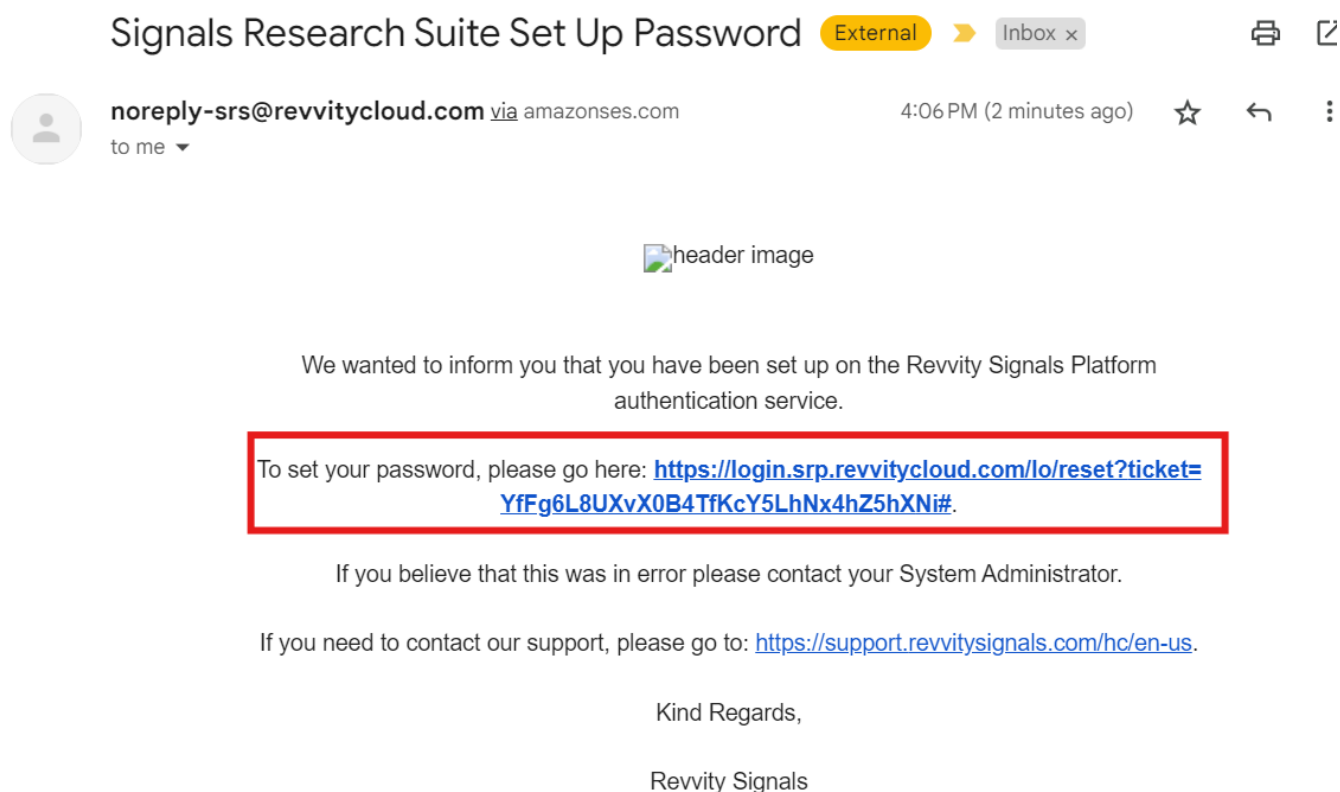 Signals Research Suite Set Up Password External Inbox ×
noreply-srs@revvitycloud.com via amazonses.com 4:06 PM (2 minutes ago)
to me
header image
We wanted to inform you that you have been set up on the Revvity Signals Platform
authentication service.
To set your password, please go here: https://login.srp.revvitycloud.com/lo/reset?ticket=
YfFg6L8UXvX0B4TfKcY5LhNx4hZ5hXNi#.
If you believe that this was in error please contact your System Administrator.
If you need to contact our support, please go to: https://support.revvitysignals.com/hc/en-us.
Kind Regards,
Revvity Signals